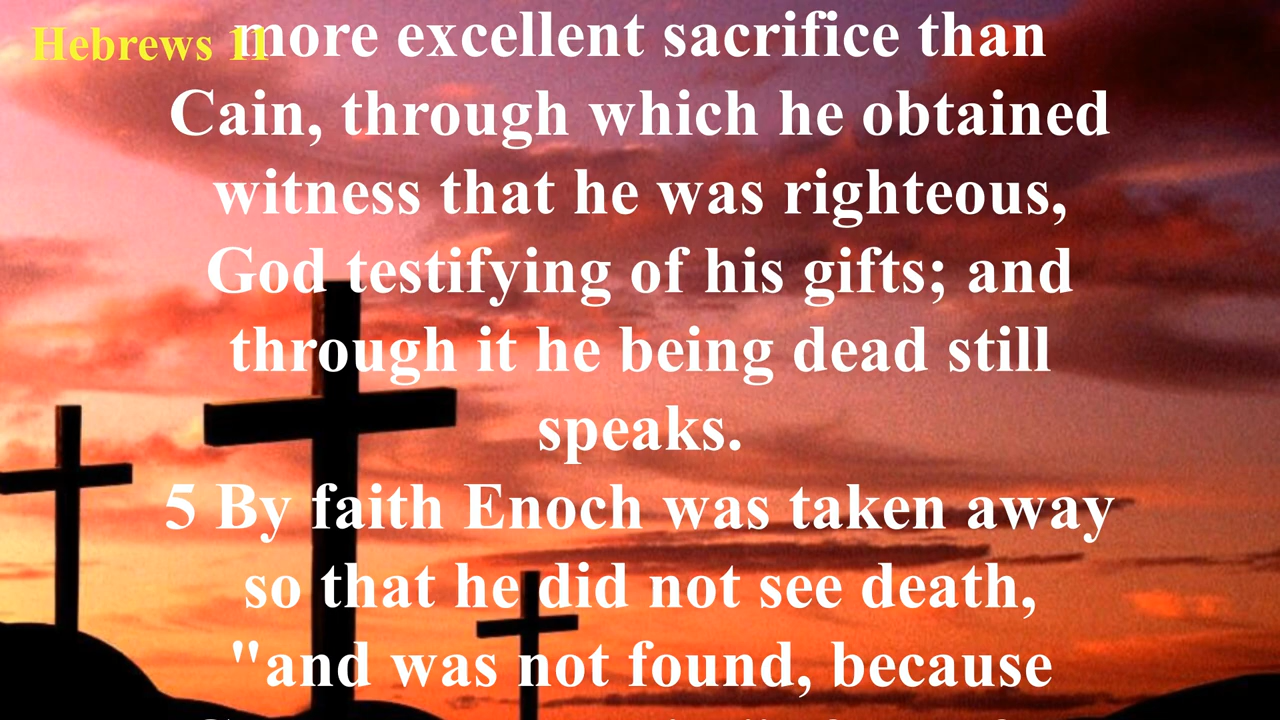 Hebrews 11
more excellent sacrifice than
Cain, through which he obtained
witness that he was righteous,
God testifying of his gifts; and
through it he being dead still
speaks.
5 By faith Enoch was taken away
so that he did not see death,
"and was not found, because